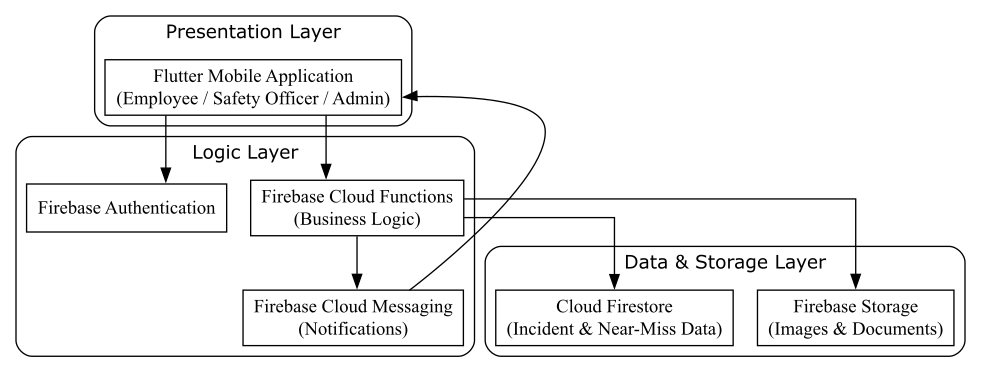 Presentation Layer
Flutter Mobile Application
(Employee / Safety Officer / Admin)
Logic Layer
Firebase Authentication
Firebase Cloud Functions
(Business Logic)
Firebase Cloud Messaging
(Notifications)
Data & Storage Layer
Cloud Firestore
(Incident & Near-Miss Data)
Firebase Storage
(Images & Documents)